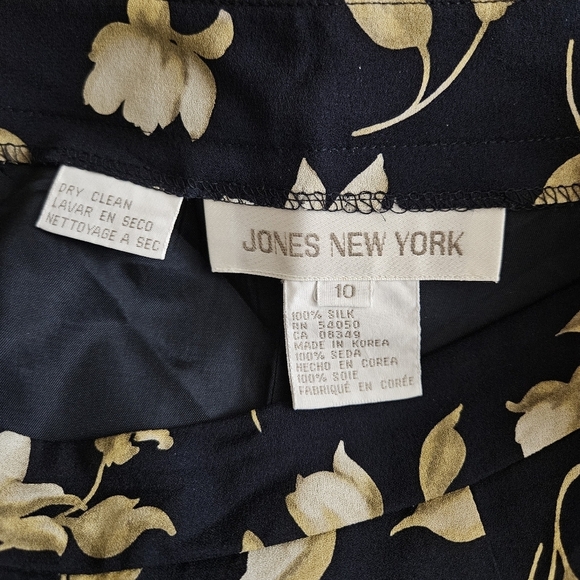 DRY CLEAN
LAVAR EN SECO
NETTOYAGE A SEC
JONES NEW YORK
10
100% SILK
RN 54050
CA 08349
MADE IN KOREA
100% SEDA
HECHO EN COREA
100% SOIE
FABRIQUÉ EN CORÉE